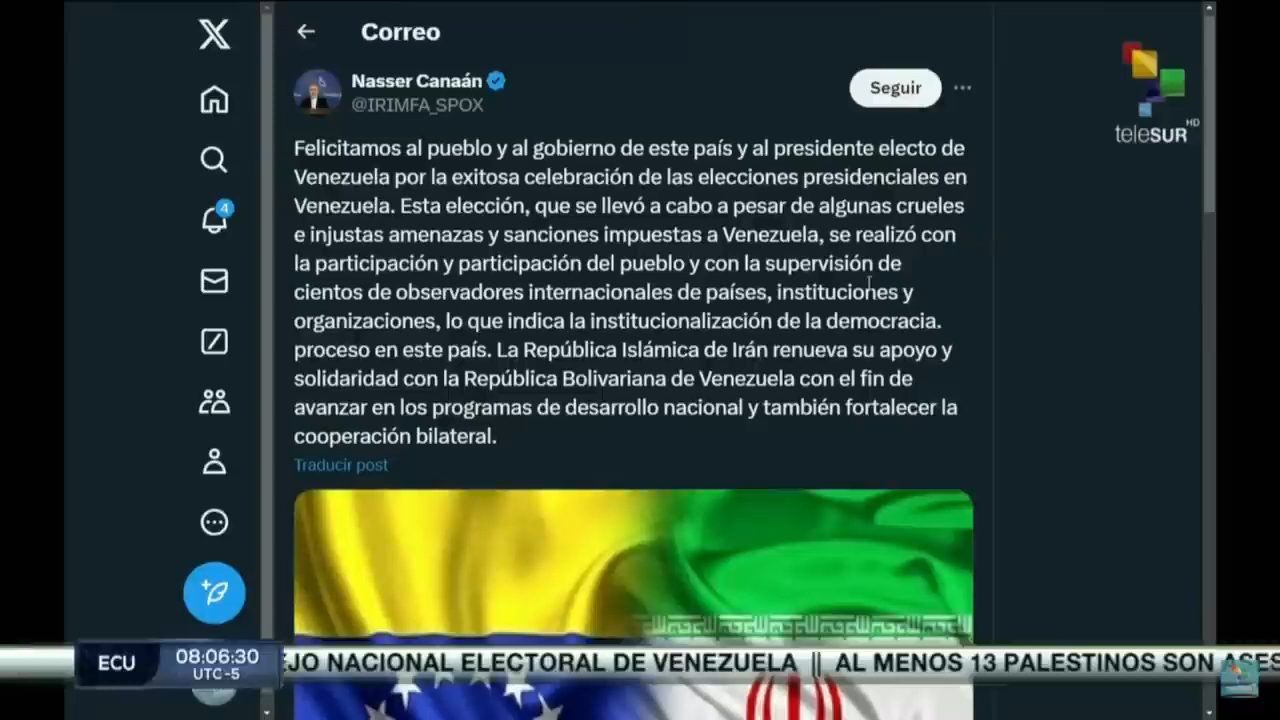 Correo
Nasser Canaán
@IRIMFA_SPOX
Seguir
teleSUR HD
Felicitamos al pueblo y al gobierno de este país y al presidente electo de
Venezuela por la exitosa celebración de las elecciones presidenciales en
Venezuela. Esta elección, que se llevó a cabo a pesar de algunas crueles
e injustas amenazas y sanciones impuestas a Venezuela, se realizó con
la participación y participación del pueblo y con la supervisión de
cientos de observadores internacionales de países, instituciones y
organizaciones, lo que indica la institucionalización de la democracia.
proceso en este país. La República Islámica de Irán renueva su apoyo y
solidaridad con la República Bolivariana de Venezuela con el fin de
avanzar en los programas de desarrollo nacional y también fortalecer la
cooperación bilateral.
Traducir post
4
ECU 08:06:30 UTC-5
EJO NACIONAL ELECTORAL DE VENEZUELA || AL MENOS 13 PALESTINOS SON ASES